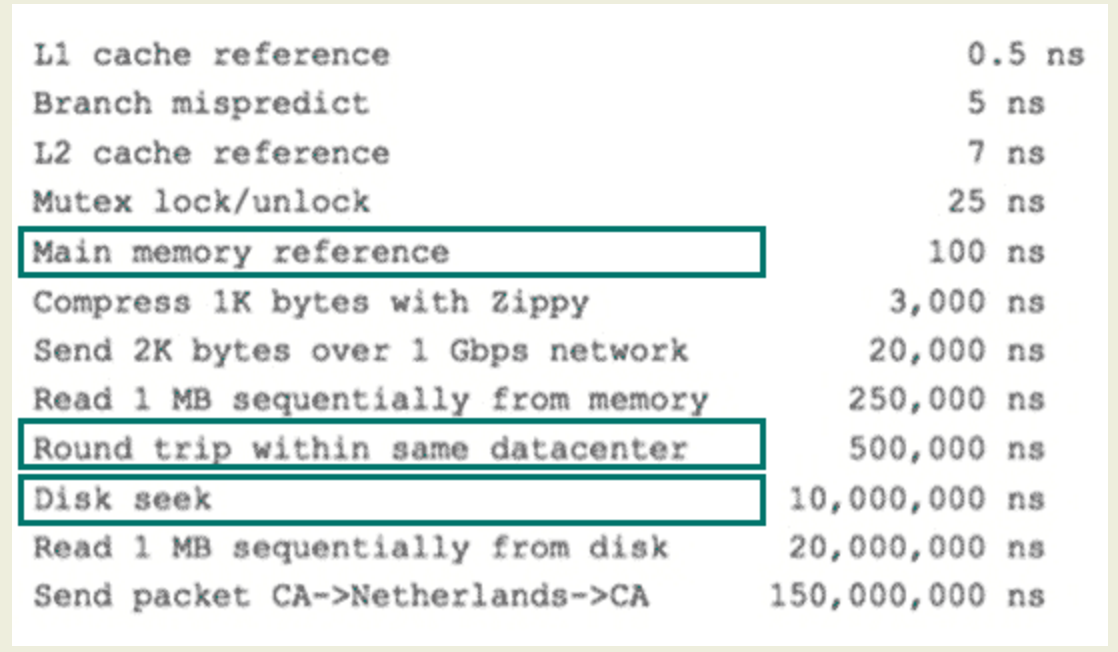 L1 cache reference 0.5 ns
Branch mispredict 5 ns
L2 cache reference 7 ns
Mutex lock/unlock 25 ns
Main memory reference 100 ns
Compress 1K bytes with Zippy 3,000 ns
Send 2K bytes over 1 Gbps network 20,000 ns
Read 1 MB sequentially from memory 250,000 ns
Round trip within same datacenter 500,000 ns
Disk seek 10,000,000 ns
Read 1 MB sequentially from disk 20,000,000 ns
Send packet CA->Netherlands->CA 150,000,000 ns